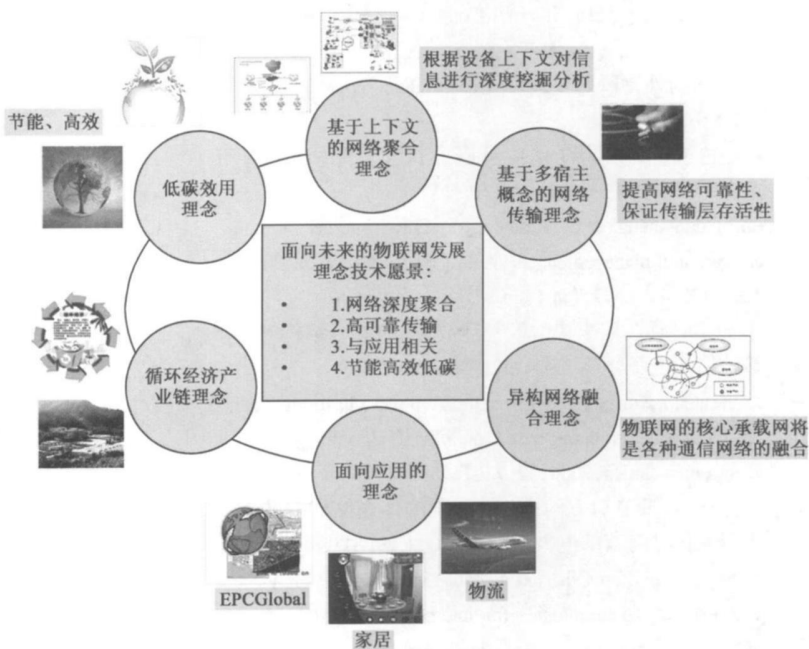 根据设备上下文对信
息进行深度挖掘分析
节能、高效
基于上下文
的网络聚合
理念
低碳效用
理念
基于多宿主
概念的网络
传输理念
提高网络可靠性、
保证传输层存活性
面向未来的物联网发展
理念技术愿景:
• 1.网络深度聚合
• 2.高可靠传输
• 3.与应用相关
• 4.节能高效低碳
循环经济产
业链理念
异构网络融
合理念
物联网的核心承载网将
是各种通信网络的融合
面向应用的
理念
EPCGlobal
物流
家居